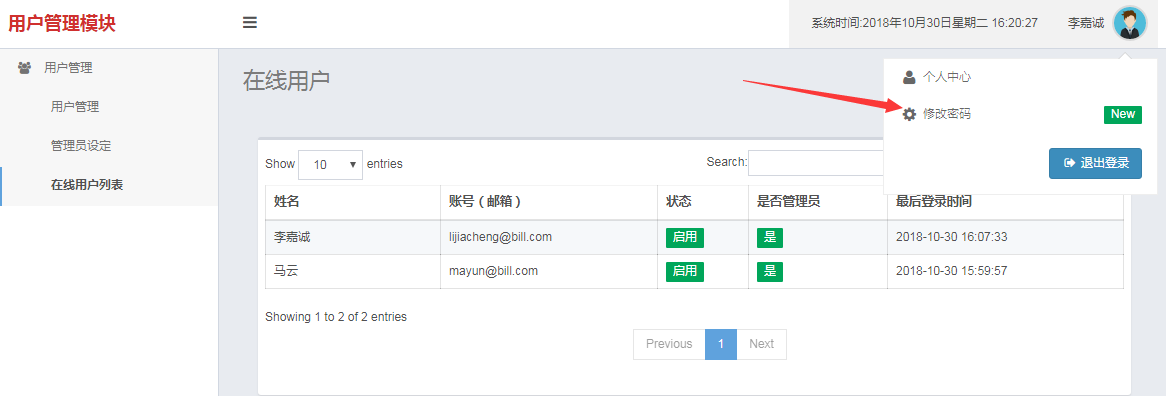 用户管理模块
系统时间:2018年10月30日星期二 16:20:27 李嘉诚
用户管理
用户管理
管理员设定
在线用户列表
在线用户
个人中心
修改密码 New
退出登录
Show 10 entries Search:
姓名 账号（邮箱） 状态 是否管理员 最后登录时间
李嘉诚 lijiacheng@bill.com 启用 是 2018-10-30 16:07:33
马云 mayun@bill.com 启用 是 2018-10-30 15:59:57
Showing 1 to 2 of 2 entries
Previous 1 Next